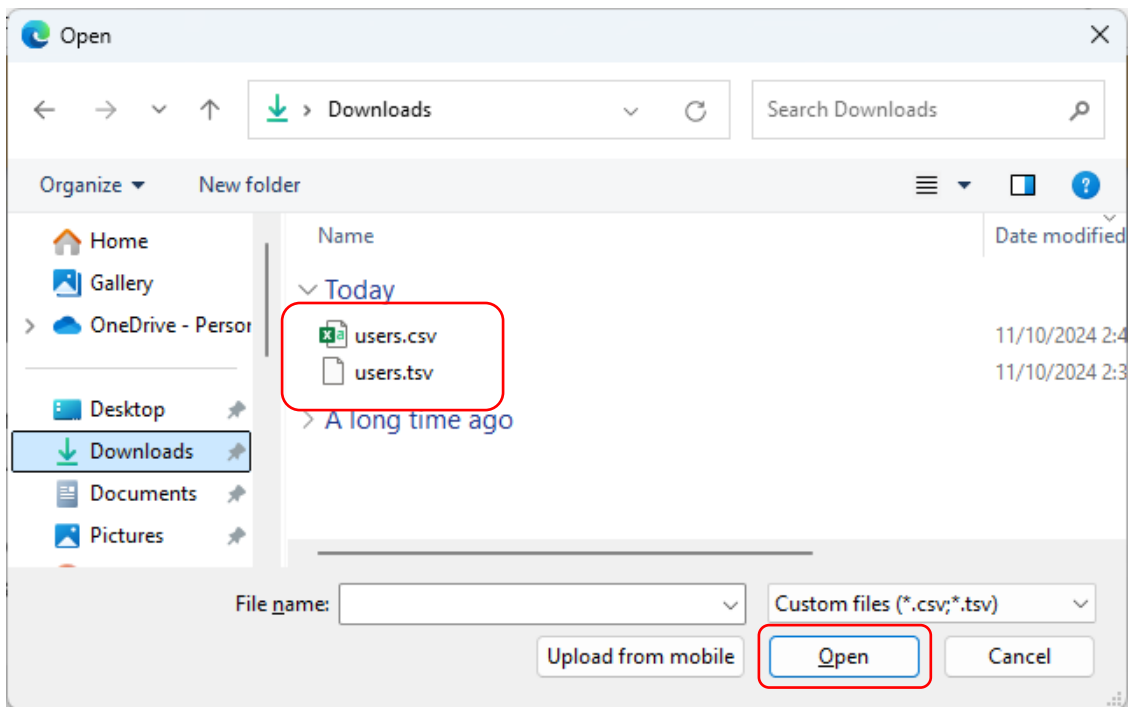 Open
Downloads
Search Downloads
Organize
New folder
Home
Gallery
OneDrive - Persor
Desktop
Downloads
Documents
Pictures
Name
Date modified
Today
users.csv
11/10/2024 2:4
users.tsv
11/10/2024 2:3
A long time ago
File name:
Custom files (*.csv;*.tsv)
Upload from mobile
Open
Cancel